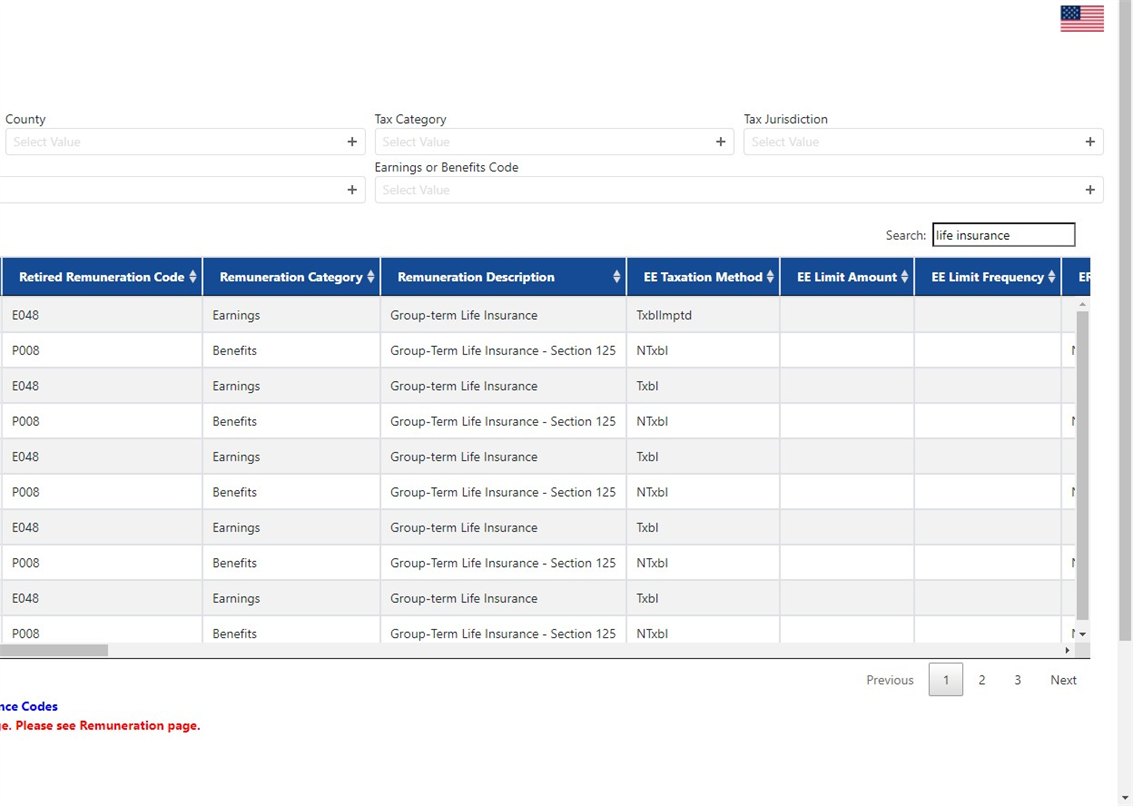 County Tax Category Tax Jurisdiction
Select Value + Select Value + Select Value +
Earnings or Benefits Code
+ Select Value +
Search: life insurance
Retired Remuneration Code Remuneration Category Remuneration Description EE Taxation Method EE Limit Amount EE Limit Frequency
E048 Earnings Group-term Life Insurance TxblImptd
P008 Benefits Group-Term Life Insurance - Section 125 NTxbl
E048 Earnings Group-term Life Insurance Txbl
P008 Benefits Group-Term Life Insurance - Section 125 NTxbl
E048 Earnings Group-term Life Insurance Txbl
P008 Benefits Group-Term Life Insurance - Section 125 NTxbl
E048 Earnings Group-term Life Insurance Txbl
P008 Benefits Group-Term Life Insurance - Section 125 NTxbl
E048 Earnings Group-term Life Insurance Txbl
P008 Benefits Group-Term Life Insurance - Section 125 NTxbl
Previous 1 2 3 Next
nce Codes
e. Please see Remuneration page.